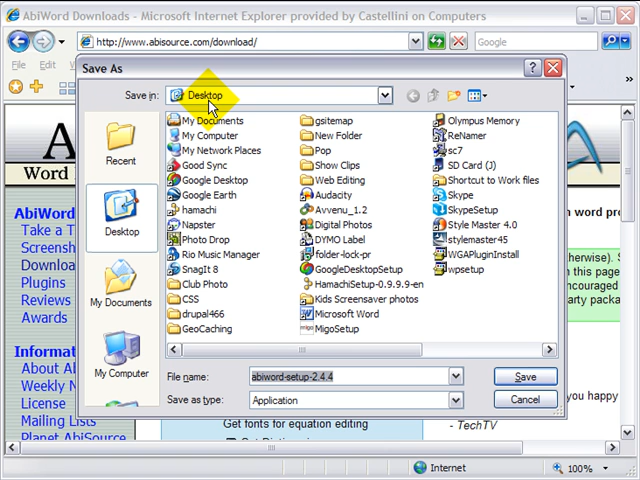 AbiWord Downloads - Microsoft Internet Explorer provided by Castellini on Computers
http://www.abisource.com/download/
Google
File Ed
Save As
Save in: Desktop
Recent
Desktop
My Documents
My Computer
My Documents
My Computer
My Network Places
Good Sync
Google Desktop
Google Earth
hamachi
Napster
Photo Drop
Rio Music Manager
SnagIt 8
Club Photo
CSS
drupal466
GeoCaching
gsitemap
New Folder
Pop
Show Clips
Web Editing
Audacity
Avvenu_1.2
Digital Photos
DYMO Label
folder-lock-pr
GoogleDesktopSetup
HamachiSetup-0.9.9.9-en
Kids Screensaver photos
Microsoft Word
MigoSetup
Olympus Memory
ReNamer
sc7
SD Card (J)
Shortcut to Work files
Skype
SkypeSetup
Style Master 4.0
stylemaster45
WGAPluginInstall
wpsetup
File name: abiword-setup-2.4.4 Save
Save as type: Application Cancel
A
A
Word
AbiWord
Take a T
Screensh
Downloa
Plugins
Reviews
Awards
Informat
About Al
Weekly N
License
Mailing Lists
Planet AbiSource
word pro
otherwise). S
on this page
encouraged
party packa
you happy
- TechTV
Get fonts for equation editing
Internet 100%